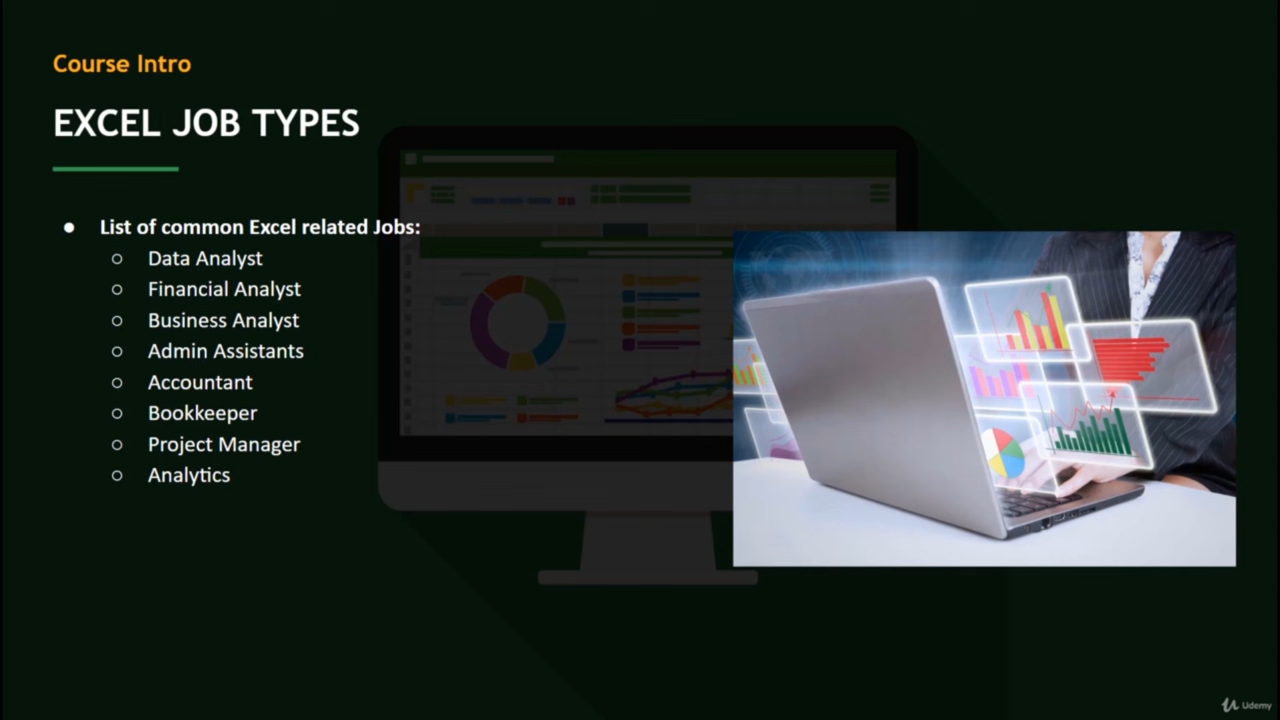 Course Intro
EXCEL JOB TYPES
● List of common Excel related Jobs:
○ Data Analyst
○ Financial Analyst
○ Business Analyst
○ Admin Assistants
○ Accountant
○ Bookkeeper
○ Project Manager
○ Analytics
Udemy